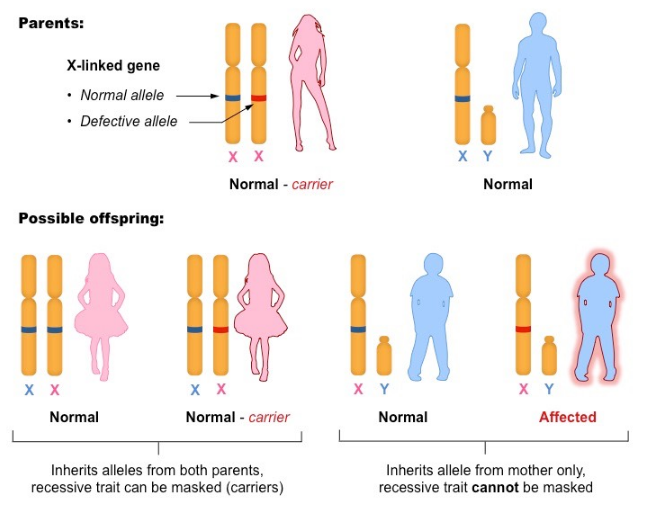 Parents:
X-linked gene
• Normal allele
• Defective allele
X X
X Y
Normal - carrier
Normal
Possible offspring:
X X
X X
X Y
X Y
Normal
Normal - carrier
Normal
Affected
Inherits alleles from both parents,
recessive trait can be masked (carriers)
Inherits allele from mother only,
recessive trait cannot be masked